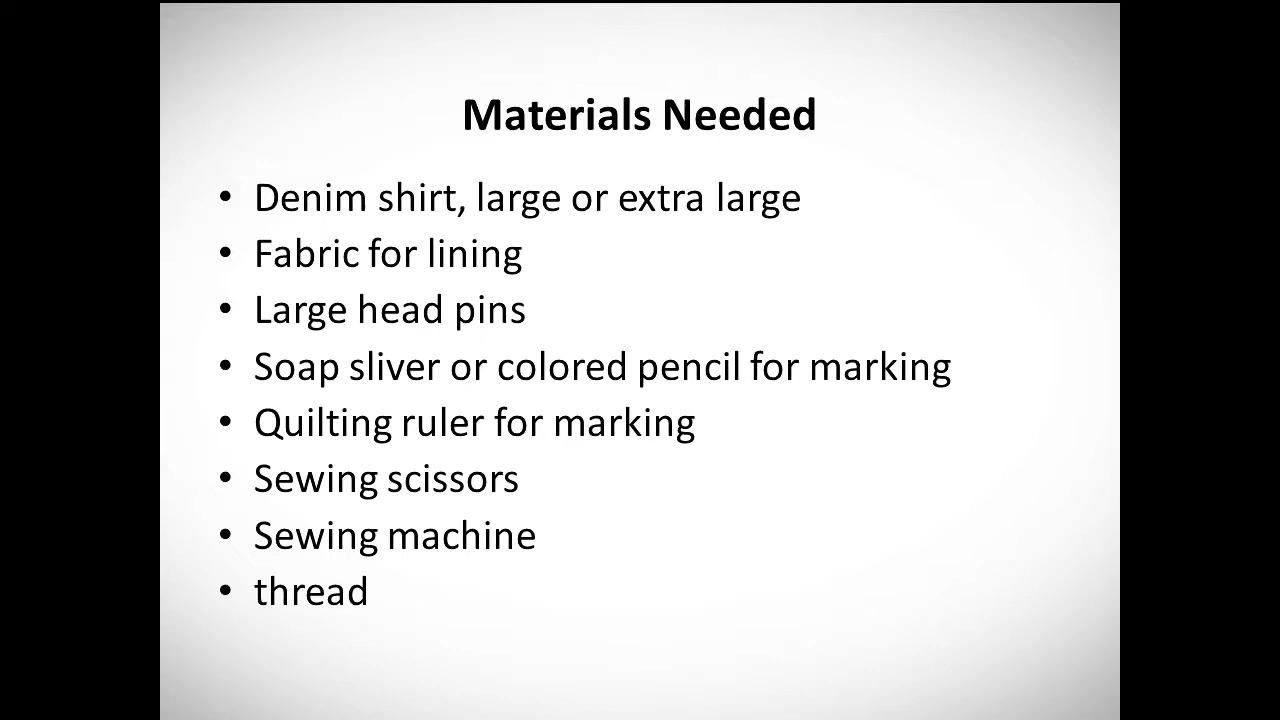 Materials Needed
• Denim shirt, large or extra large
• Fabric for lining
• Large head pins
• Soap sliver or colored pencil for marking
• Quilting ruler for marking
• Sewing scissors
• Sewing machine
• thread